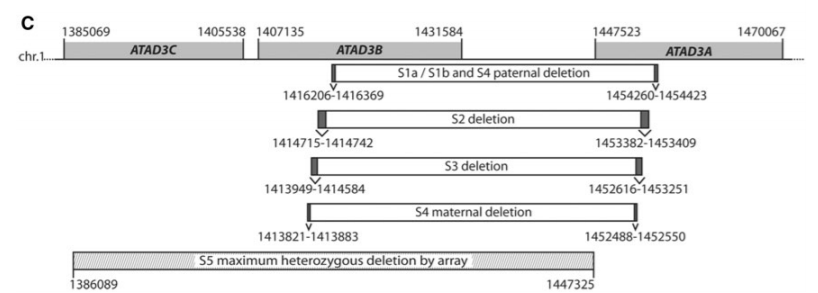 C
1385069 1405538 1407135 1431584 1447523 1470067
chr.1 ATAD3C ATAD3B ATAD3A
S1a / S1b and S4 paternal deletion
1416206-1416369 1454260-1454423
S2 deletion
1414715-1414742 1453382-1453409
S3 deletion
1413949-1414584 1452616-1453251
S4 maternal deletion
1413821-1413883 1452488-1452550
S5 maximum heterozygous deletion by array
1386089 1447325